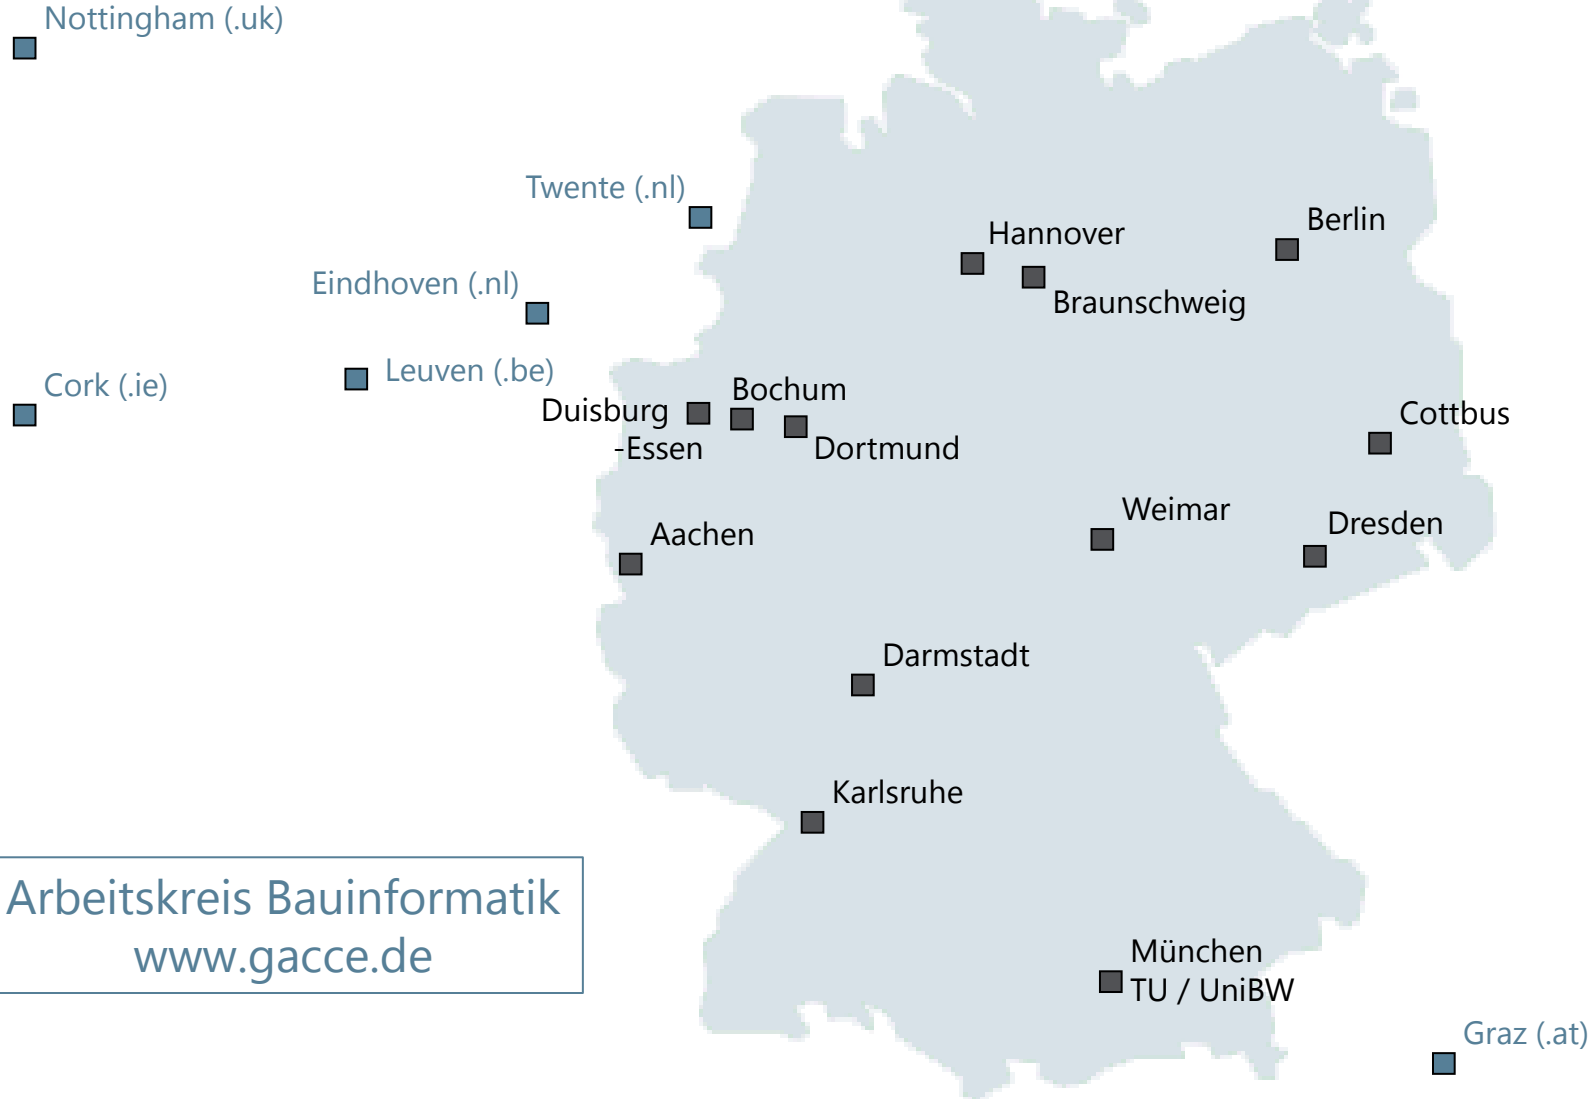 Nottingham (.uk)
Twente (.nl)
Hannover
Berlin
Eindhoven (.nl)
Braunschweig
Leuven (.be)
Cork (.ie)
Bochum
Duisburg
-Essen
Dortmund
Cottbus
Weimar
Dresden
Aachen
Darmstadt
Karlsruhe
Arbeitskreis Bauinformatik
www.gacce.de
München
TU / UniBW
Graz (.at)